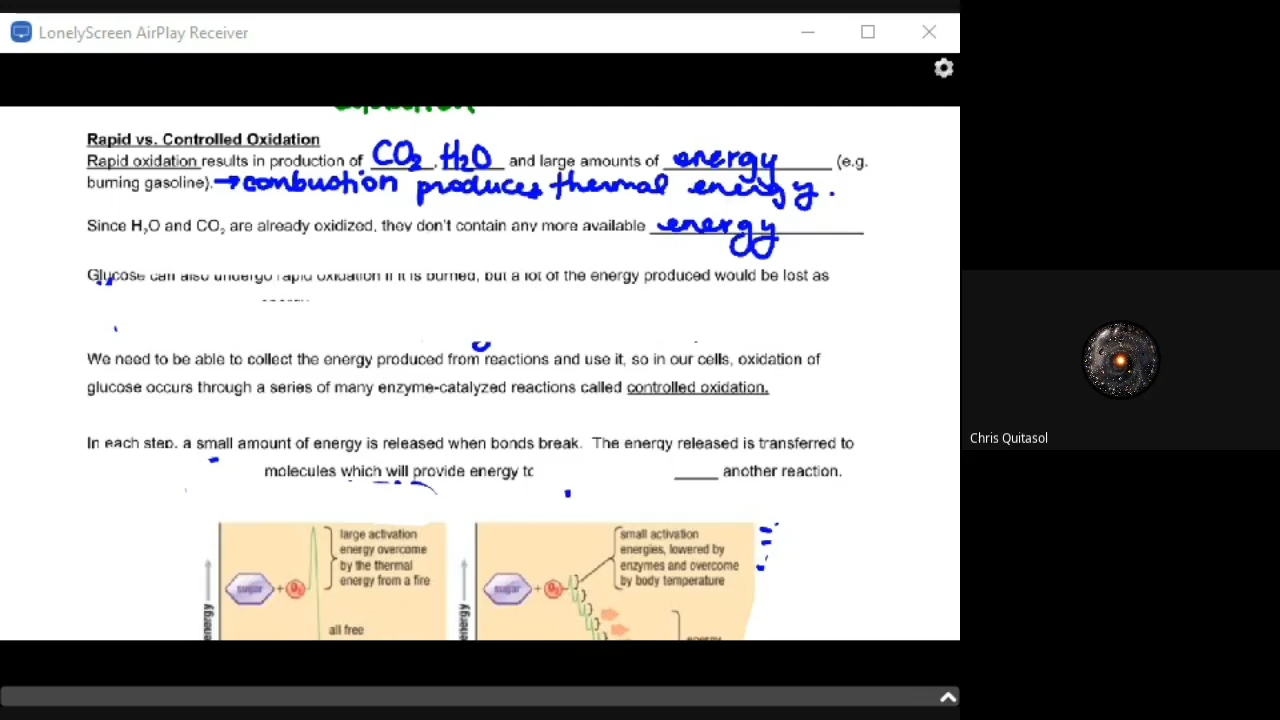 LonelyScreen AirPlay Receiver
Rapid vs. Controlled Oxidation
Rapid oxidation results in production of CO₂, H₂O and large amounts of energy (e.g.
burning gasoline). → combustion produces thermal energy.
Since H₂O and CO₂ are already oxidized, they don't contain any more available energy
Glucose can also undergo rapid oxidation if it is burned, but a lot of the energy produced would be lost as
energy
We need to be able to collect the energy produced from reactions and use it, so in our cells, oxidation of
glucose occurs through a series of many enzyme-catalyzed reactions called controlled oxidation.
In each step, a small amount of energy is released when bonds break. The energy released is transferred to
molecules which will provide energy to ____ another reaction.
large activation
energy overcome
by the thermal
energy from a fire
sugar + O₂
all free
energy
small activation
energies, lowered by
enzymes and overcome
by body temperature
sugar + O₂
energy
energy
Chris Quitasol